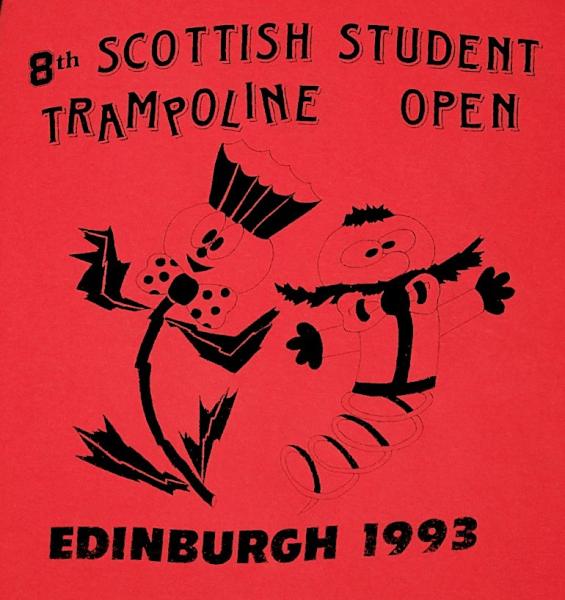 8th SCOTTISH STUDENT
TRAMPOLINE OPEN
EDINBURGH 1993